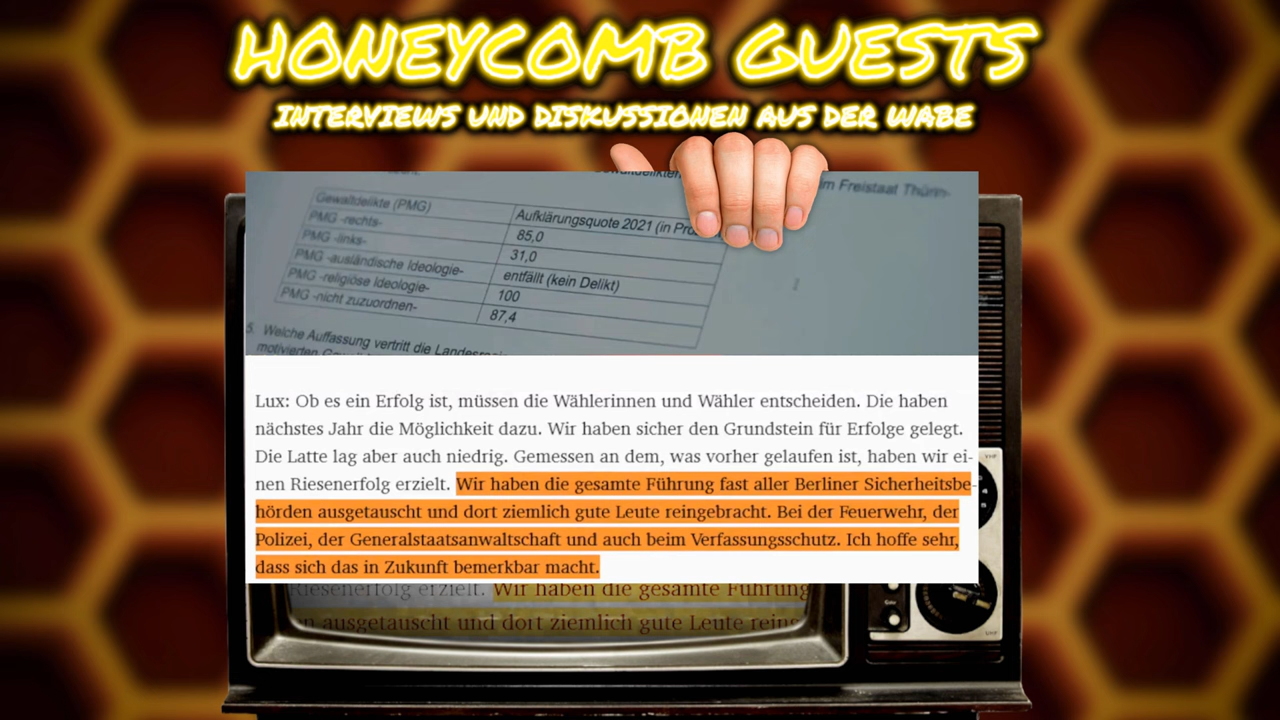 HONEYCOMB GUESTS
INTERVIEWS UND DISKUSSIONEN AUS DER WABE
im Freistaat
Gewaltdelikte (PMG)
Aufklärungsquote 2021 (in
PMG -rechts-
85,0
PMG -links-
31,0
PMG -ausländische Ideologie-
entfällt (kein Delikt)
PMG -religiöse Ideologie-
100
PMG -nicht zuzuordnen-
87,4
5. Welche Auffassung vertritt die
Lux: Ob es ein Erfolg ist, müssen die Wählerinnen und Wähler entscheiden. Die haben
nächstes Jahr die Möglichkeit dazu. Wir haben sicher den Grundstein für Erfolge gelegt.
Die Latte lag aber auch niedrig. Gemessen an dem, was vorher gelaufen ist, haben wir ei-
nen Riesenerfolg erzielt. Wir haben die gesamte Führung fast aller Berliner Sicherheitsbe-
hörden ausgetauscht und dort ziemlich gute Leute reingebracht. Bei der Feuerwehr, der
Polizei, der Generalstaatsanwaltschaft und auch beim Verfassungsschutz. Ich hoffe sehr,
dass sich das in Zukunft bemerkbar macht.
Riesenerfolg erzielt. Wir haben die gesamte Führung
n ausgetauscht und dort ziemlich gute Leute reing
VHF
UHF